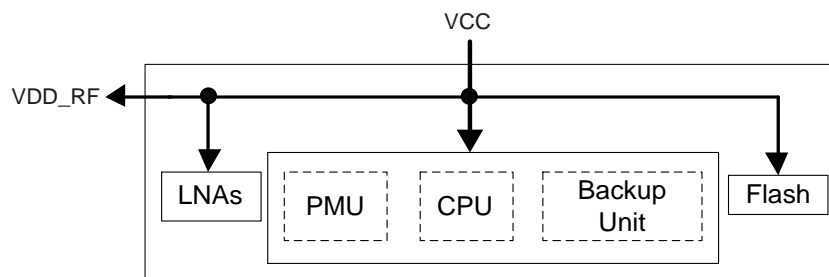 VCC
VDD_RF
LNAs
PMU
CPU
Backup
Unit
Flash